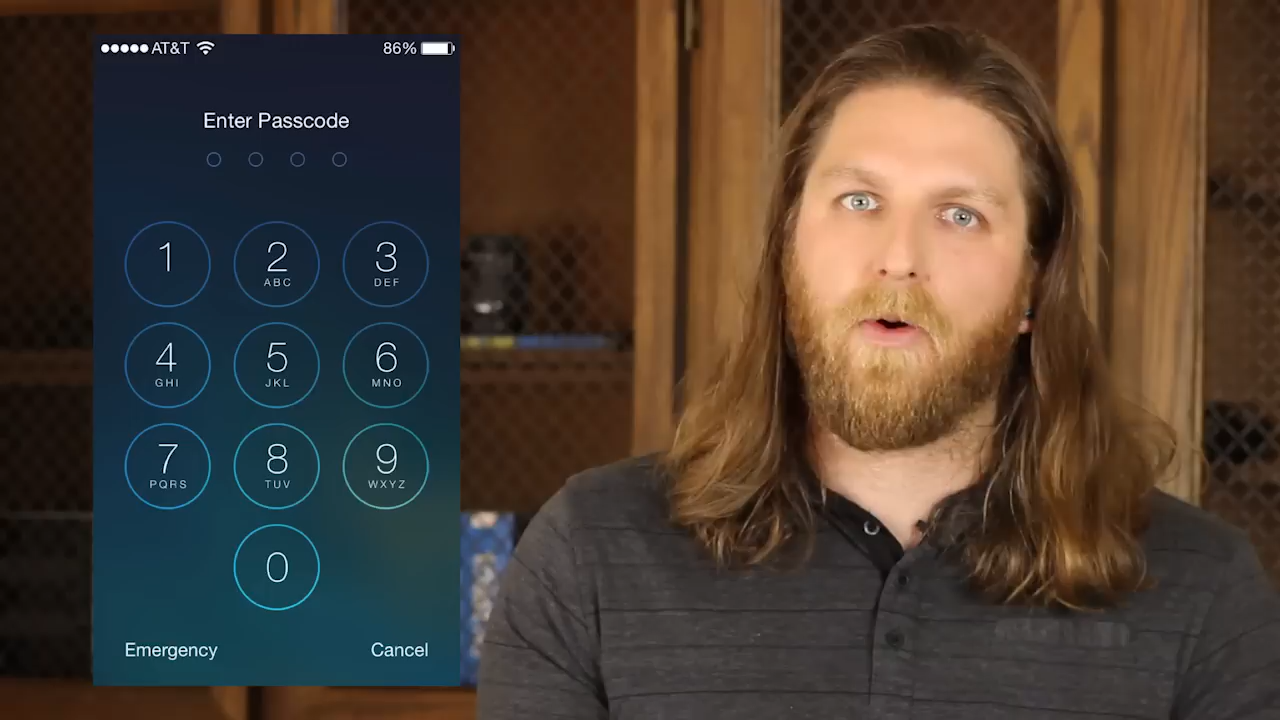 ●●●●● AT&T 86%
Enter Passcode
1 2 3
ABC DEF
4 5 6
GHI JKL MNO
7 8 9
PQRS TUV WXYZ
0
Emergency Cancel